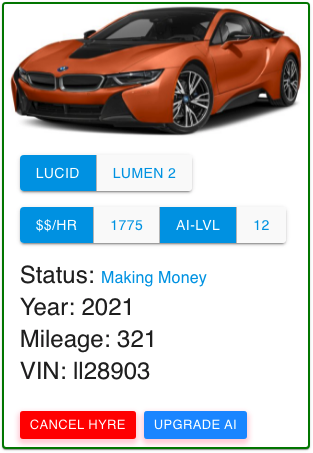 LUCID LUMEN 2
$$/HR 1775 AI-LVL 12
Status: Making Money
Year: 2021
Mileage: 321
VIN: ll28903
CANCEL HYRE UPGRADE AI